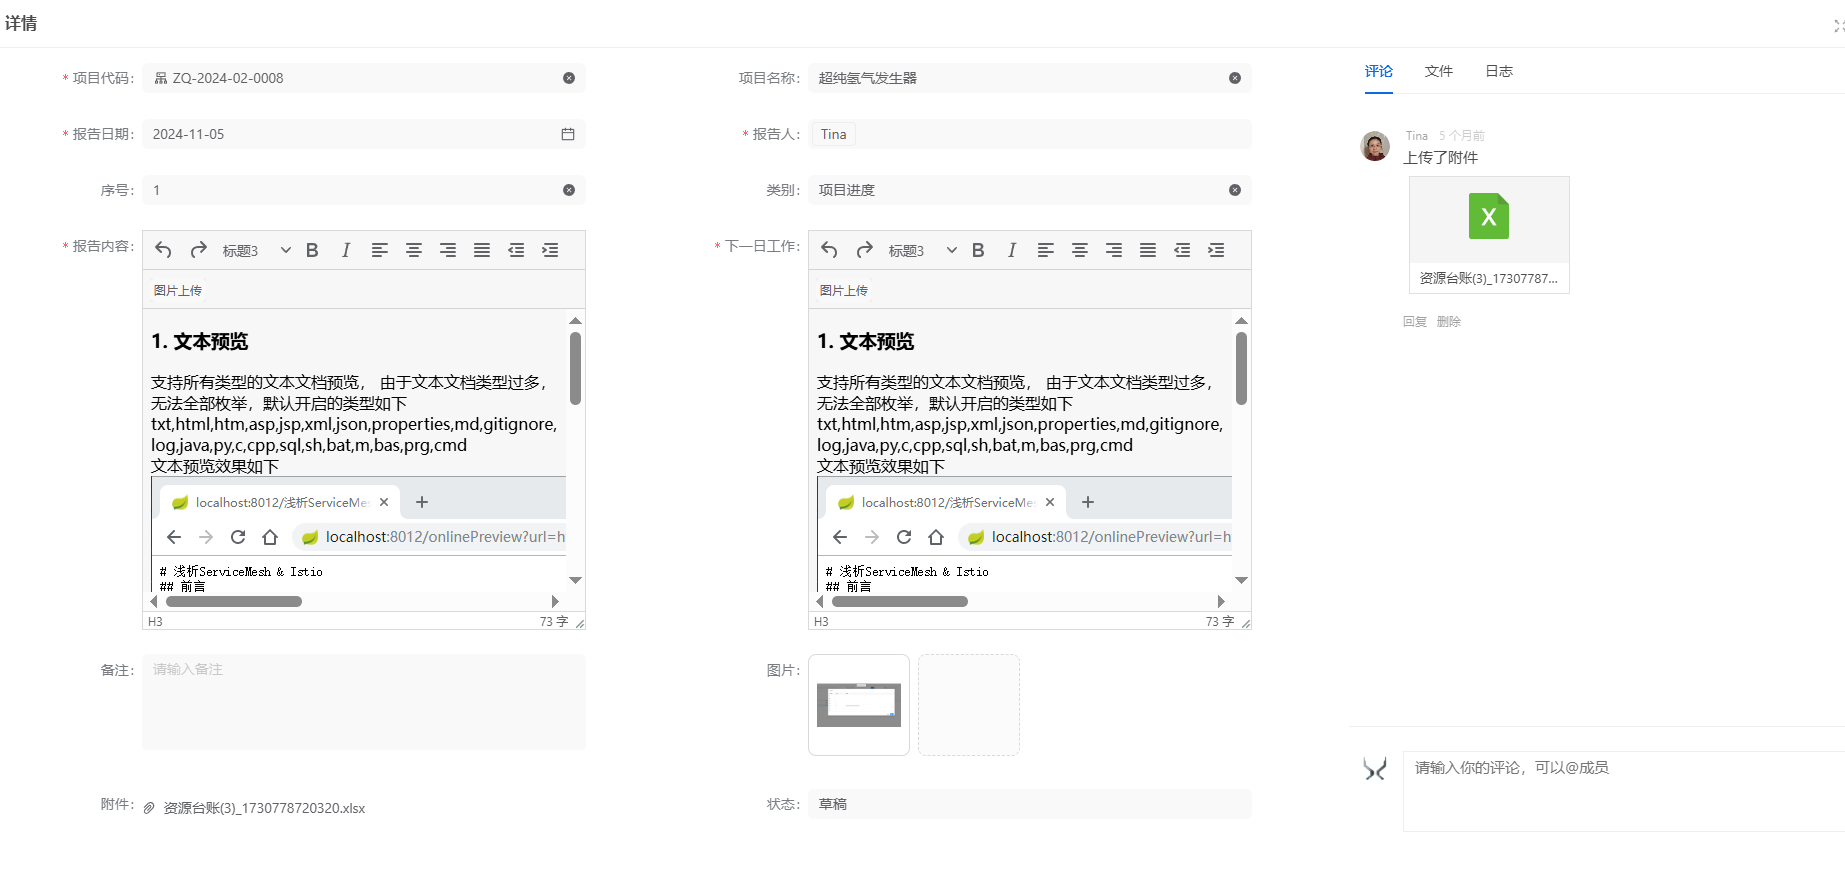 详情
* 项目代码： ZQ-2024-02-0008
项目名称： 超纯氢气发生器
* 报告日期： 2024-11-05
* 报告人： Tina
序号： 1
类别： 项目进度
* 报告内容：
标题3 B I
图片上传
1. 文本预览
支持所有类型的文本文档预览， 由于文本文档类型过多，
无法全部枚举，默认开启的类型如下
txt,html,htm,asp,jsp,xml,json,properties,md,gitignore,
log,java,py,c,cpp,sql,sh,bat,m,bas,prg,cmd
文本预览效果如下
localhost:8012/浅析ServiceMes
localhost:8012/onlinePreview?url=h
# 浅析ServiceMesh & Istio
## 前言
H3 73 字
* 下一日工作：
标题3 B I
图片上传
1. 文本预览
支持所有类型的文本文档预览， 由于文本文档类型过多，
无法全部枚举，默认开启的类型如下
txt,html,htm,asp,jsp,xml,json,properties,md,gitignore,
log,java,py,c,cpp,sql,sh,bat,m,bas,prg,cmd
文本预览效果如下
localhost:8012/浅析ServiceMes
localhost:8012/onlinePreview?url=h
# 浅析ServiceMesh & Istio
## 前言
H3 73 字
备注： 请输入备注
图片：
附件： 资源台账(3)_1730778720320.xlsx
状态： 草稿
评论 文件 日志
Tina 5 个月前
上传了附件
X
资源台账(3)_17307787...
回复 删除
请输入你的评论，可以@成员